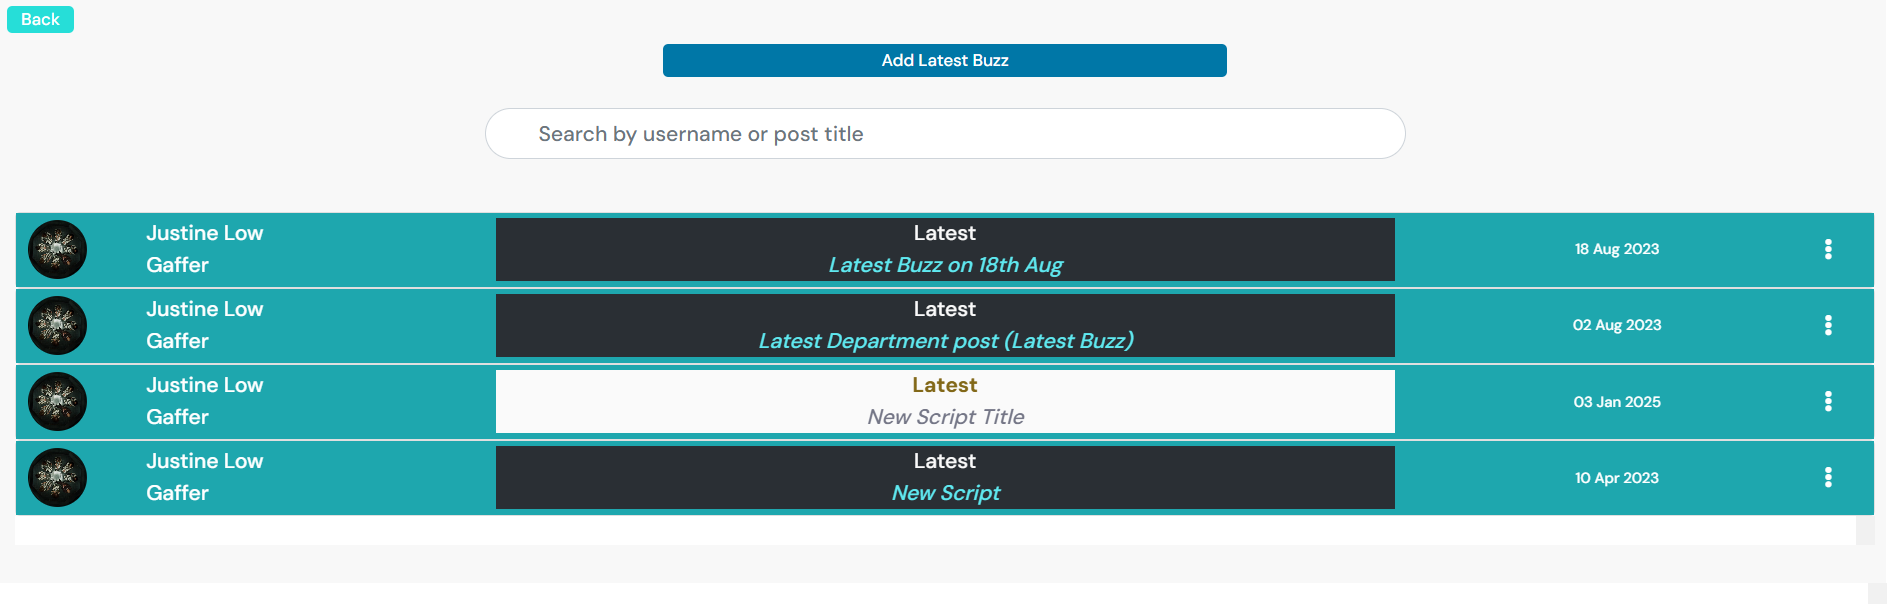 Back
Add Latest Buzz
Search by username or post title
Justine Low
Gaffer
Latest
Latest Buzz on 18th Aug
18 Aug 2023
Justine Low
Gaffer
Latest
Latest Department post (Latest Buzz)
02 Aug 2023
Justine Low
Gaffer
Latest
New Script Title
03 Jan 2025
Justine Low
Gaffer
Latest
New Script
10 Apr 2023